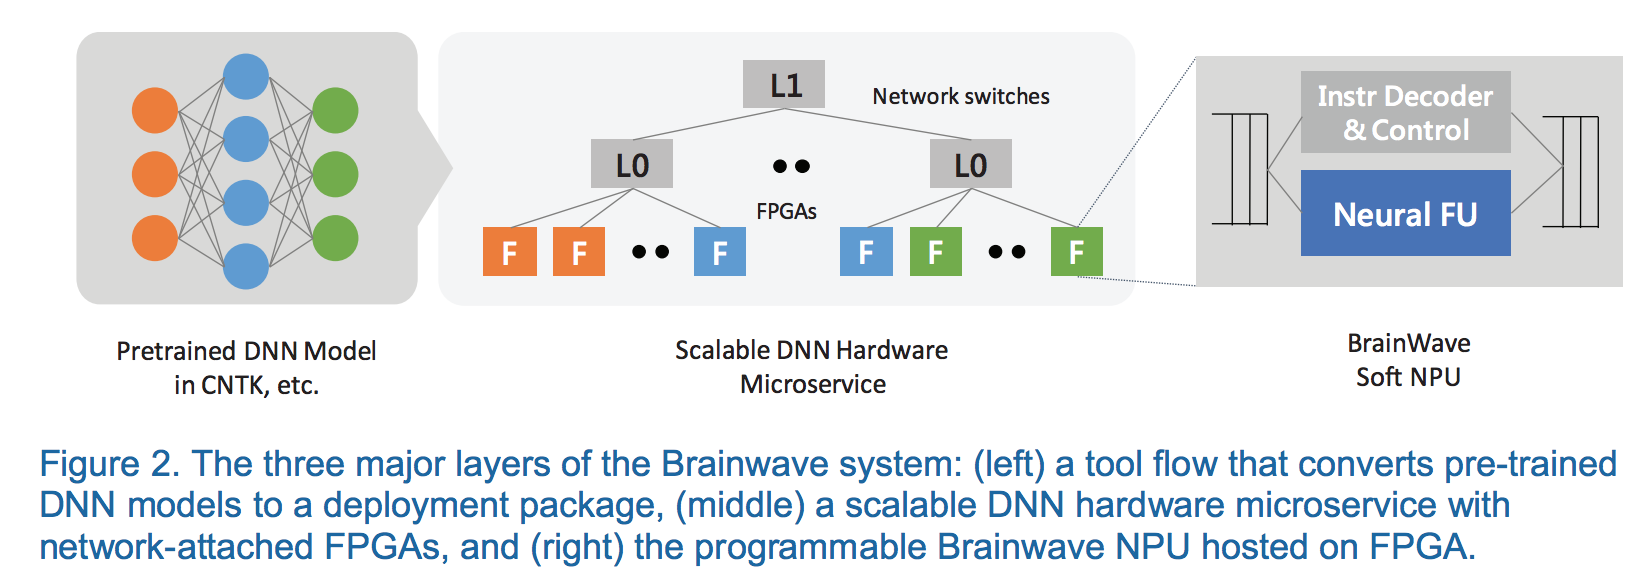 L1
Network switches
L0
L0
FPGAs
F
F
F
F
F
F
Instr Decoder
& Control
Neural FU
Pretrained DNN Model
in CNTK, etc.
Scalable DNN Hardware
Microservice
BrainWave
Soft NPU
Figure 2. The three major layers of the Brainwave system: (left) a tool flow that converts pre-trained
DNN models to a deployment package, (middle) a scalable DNN hardware microservice with
network-attached FPGAs, and (right) the programmable Brainwave NPU hosted on FPGA.